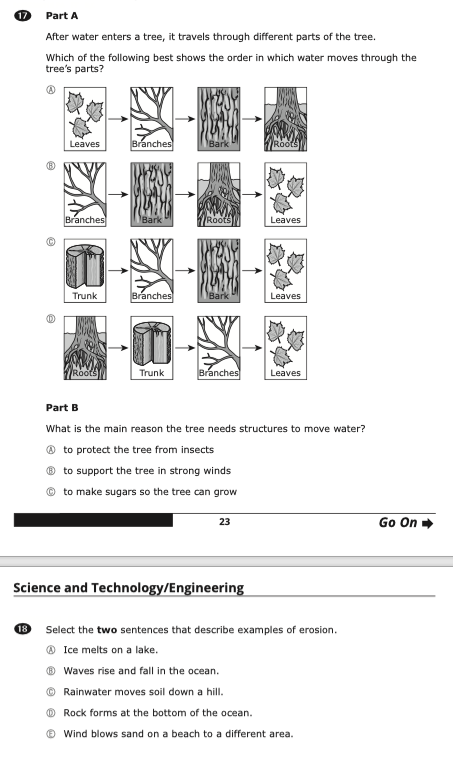 17 Part A
After water enters a tree, it travels through different parts of the tree.
Which of the following best shows the order in which water moves through the
tree's parts?
A Leaves Branches Bark Roots
B Branches Bark Roots Leaves
C Trunk Branches Bark Leaves
D Roots Trunk Branches Leaves
Part B
What is the main reason the tree needs structures to move water?
A to protect the tree from insects
B to support the tree in strong winds
C to make sugars so the tree can grow
23 Go On
Science and Technology/Engineering
18 Select the two sentences that describe examples of erosion.
A Ice melts on a lake.
B Waves rise and fall in the ocean.
C Rainwater moves soil down a hill.
D Rock forms at the bottom of the ocean.
E Wind blows sand on a beach to a different area.